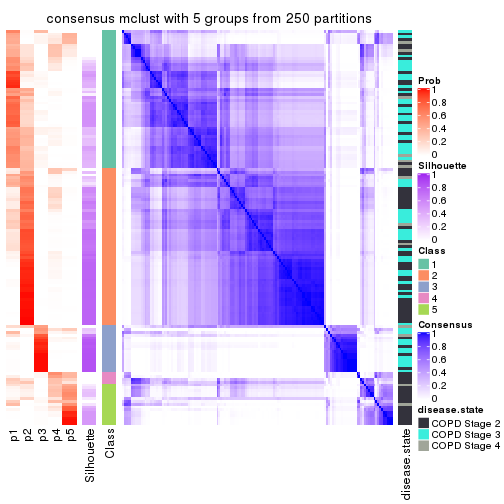 consensus mclust with 5 groups from 250 partitions
Prob
1
0.8
0.6
0.4
0.2
0
Silhouette
1
0.8
0.6
0.4
0.2
0
Class
1
2
3
4
5
Consensus
1
0.8
0.6
0.4
0.2
0
disease.state
COPD Stage 2
COPD Stage 3
COPD Stage 4
p1
p2
p3
p4
p5
Silhouette
Class
disease.state